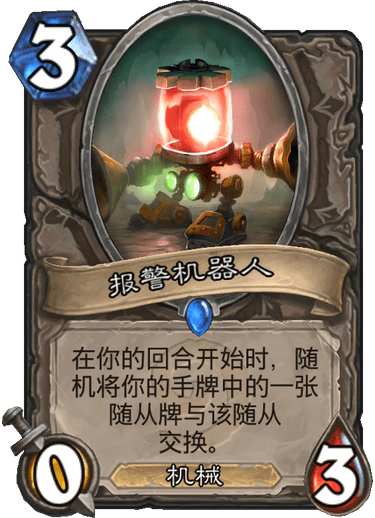 3
报警机器人
在你的回合开始时，随
机将你的手牌中的一张
随从牌与该随从
交换。
0
机械
3